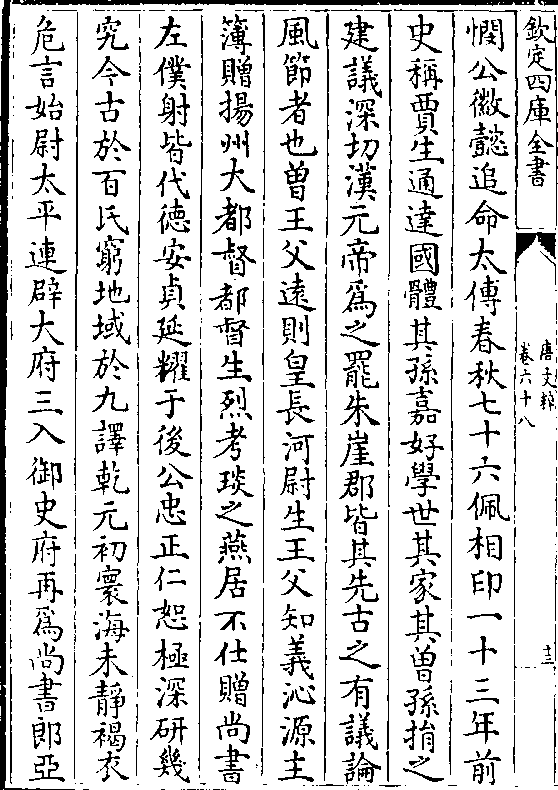 欽定四庫全書
唐文粹
卷六十八
十二
憫公徽懿追命太傅春秋七十六佩相印一十三年前
史稱賈生通達國體其孫嘉好學世其家其曽孫捐之
建議深切漢元帝為之罷朱崖郡皆其先古之有議論
風節者也曽王父遠則皇長河尉生王父知義沁源主
簿贈揚州大都督都督生烈考琰之燕居不仕贈尚書
左僕射皆代德安貞延耀于後公忠正仁恕極深研幾
究今古於百氏窮地域於九譯乾元初寰海未靜褐衣
危言始尉太平連辟大府三入御史府再為尚書郎亞